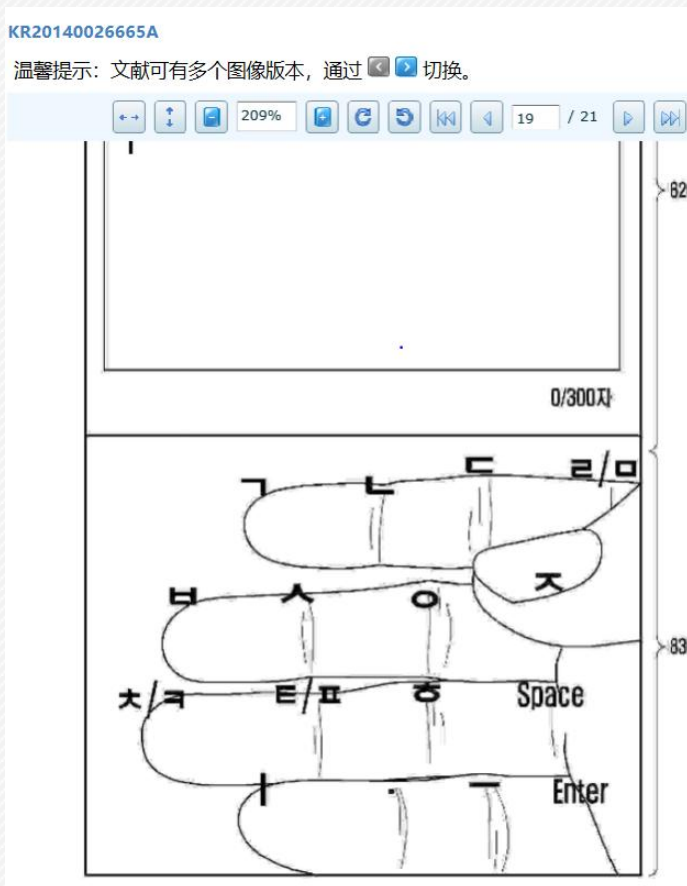 KR20140026665A
温馨提示：文献可有多个图像版本，通过 切换。
209% 19 / 21
62
0/300자
ㄱ ㄴ ㄷ ㄹ/ㅁ
ㅈ
ㅂ ㅅ ㅇ
83
ㅊ/ㅋ ㅌ/ㅍ ㅎ Space
ㅣ . ㅡ Enter